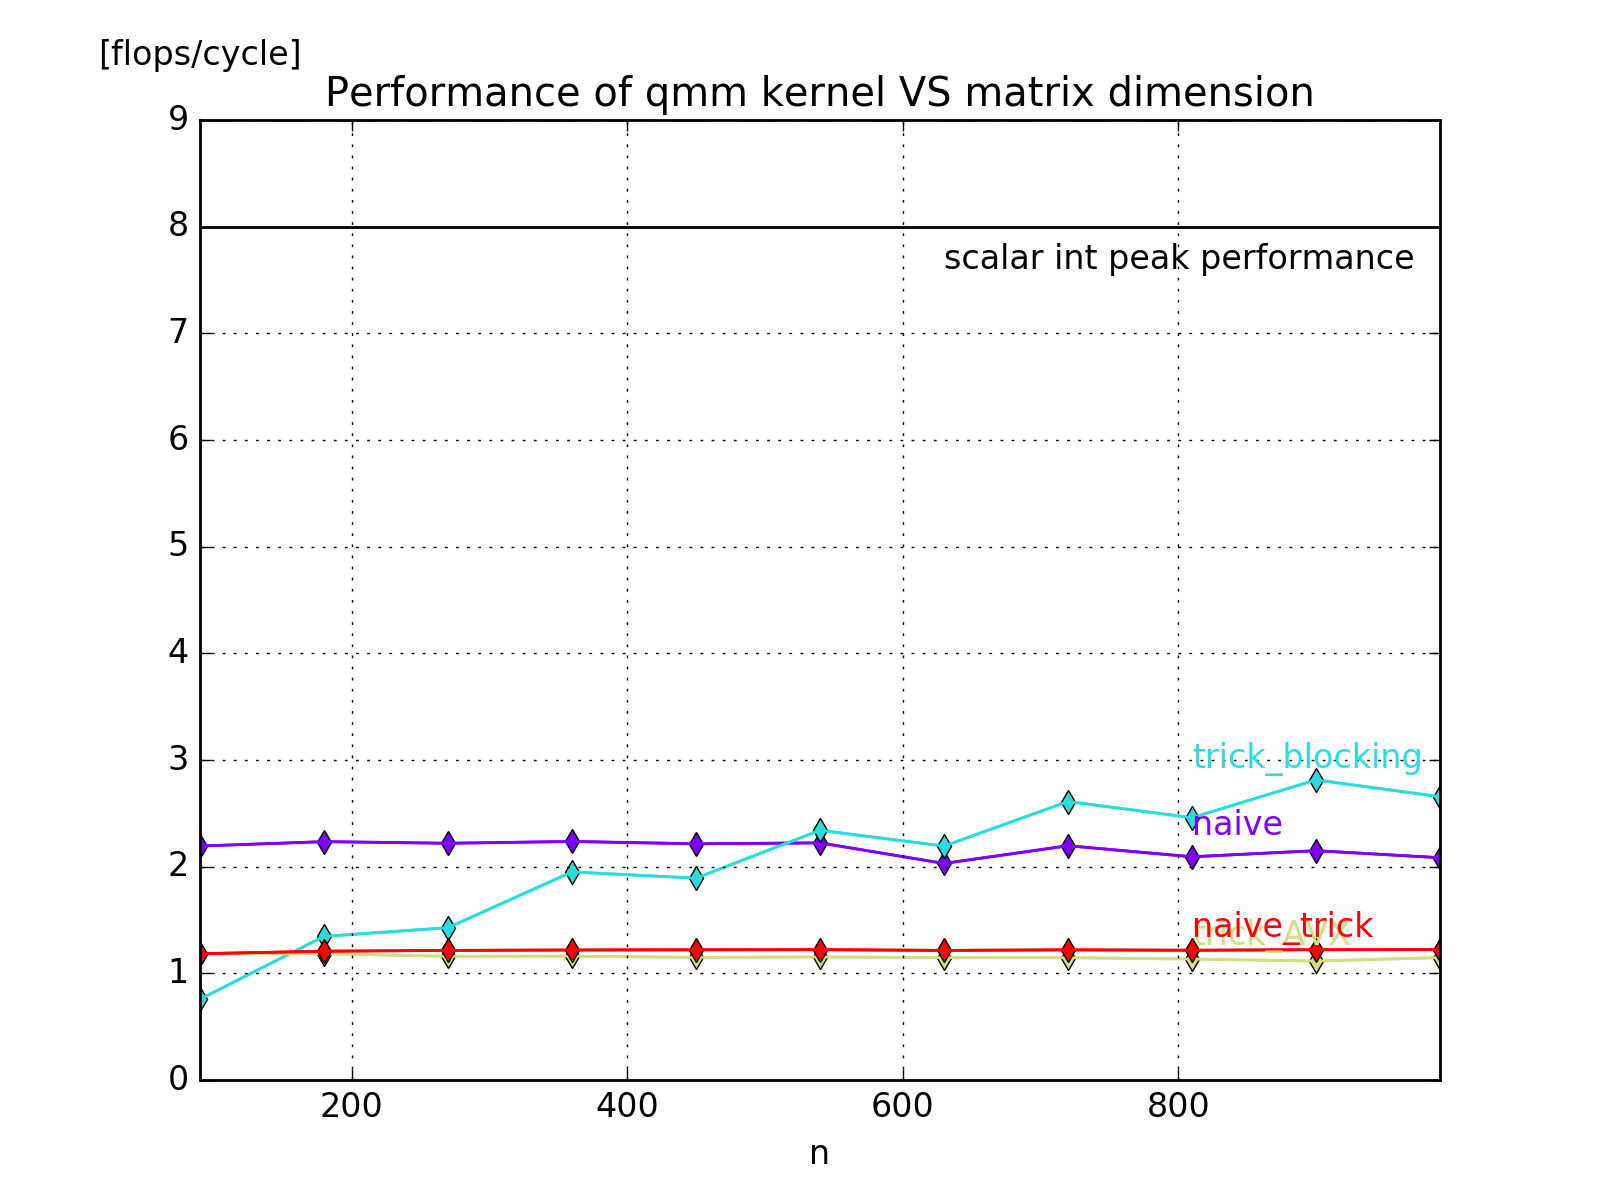 [flops/cycle]
Performance of qmm kernel VS matrix dimension
9
8
scalar int peak performance
7
6
5
4
3
trick_blocking
naive
2
naive_trick
trick_AVX
1
0
200 400 600 800
n